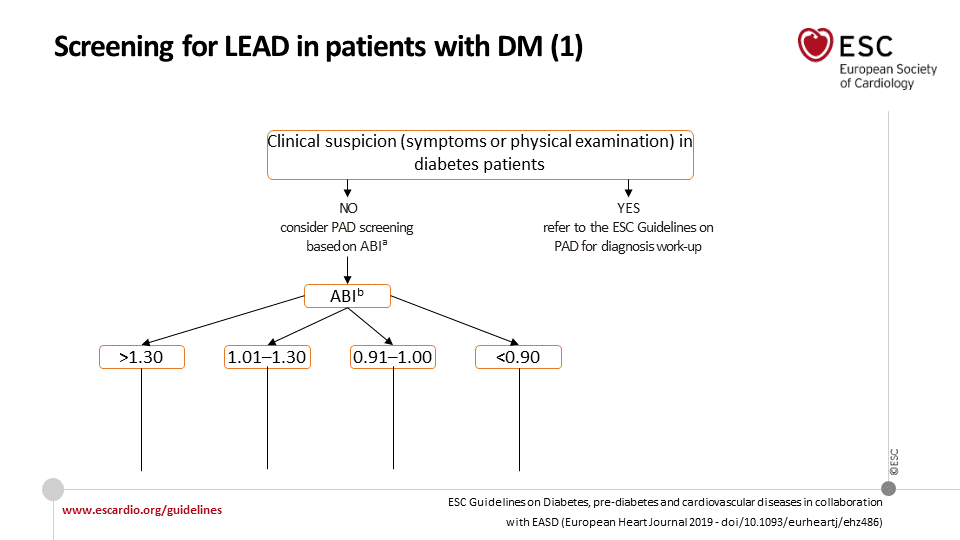 Screening for LEAD in patients with DM (1)
ESC
European Society
of Cardiology
Clinical suspicion (symptoms or physical examination) in
diabetes patients
NO
consider PAD screening
based on ABIᵃ
YES
refer to the ESC Guidelines on
PAD for diagnosis work-up
ABIᵇ
>1.30
1.01–1.30
0.91–1.00
<0.90
©ESC
www.escardio.org/guidelines
ESC Guidelines on Diabetes, pre-diabetes and cardiovascular diseases in collaboration
with EASD (European Heart Journal 2019 - doi/10.1093/eurheartj/ehz486)